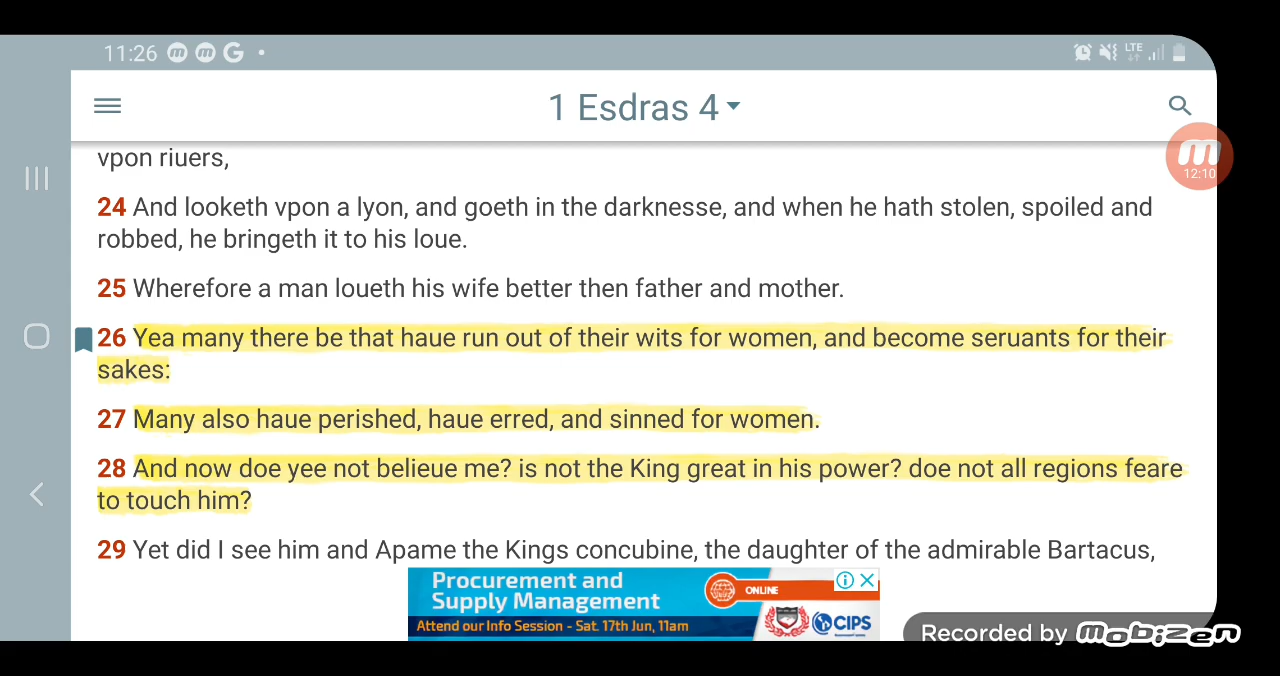 11:26
LTE
1 Esdras 4
12:10
vpon riuers,
24 And looketh vpon a lyon, and goeth in the darknesse, and when he hath stolen, spoiled and
robbed, he bringeth it to his loue.
25 Wherefore a man loueth his wife better then father and mother.
26 Yea many there be that haue run out of their wits for women, and become seruants for their
sakes:
27 Many also haue perished, haue erred, and sinned for women.
28 And now doe yee not belieue me? is not the King great in his power? doe not all regions feare
to touch him?
29 Yet did I see him and Apame the Kings concubine, the daughter of the admirable Bartacus,
Procurement and
Supply Management
Attend our Info Session - Sat. 17th Jun, 11am
ONLINE
CIPS
Recorded by mobizen